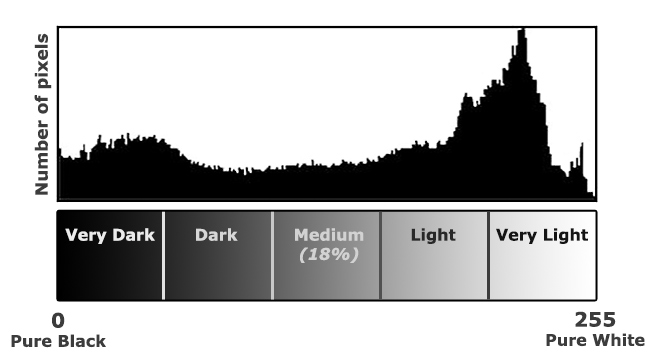 Number of pixels
Very Dark
Dark
Medium
(18%)
Light
Very Light
0
255
Pure Black
Pure White